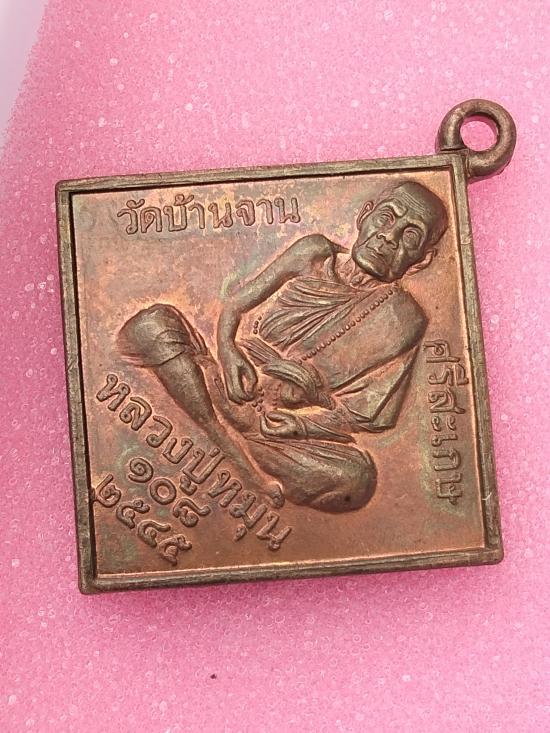 วัดบ้านจาน
ศรีสะเกษ
หลวงปู่หมุน
๑๐๘
๒๕๔๕